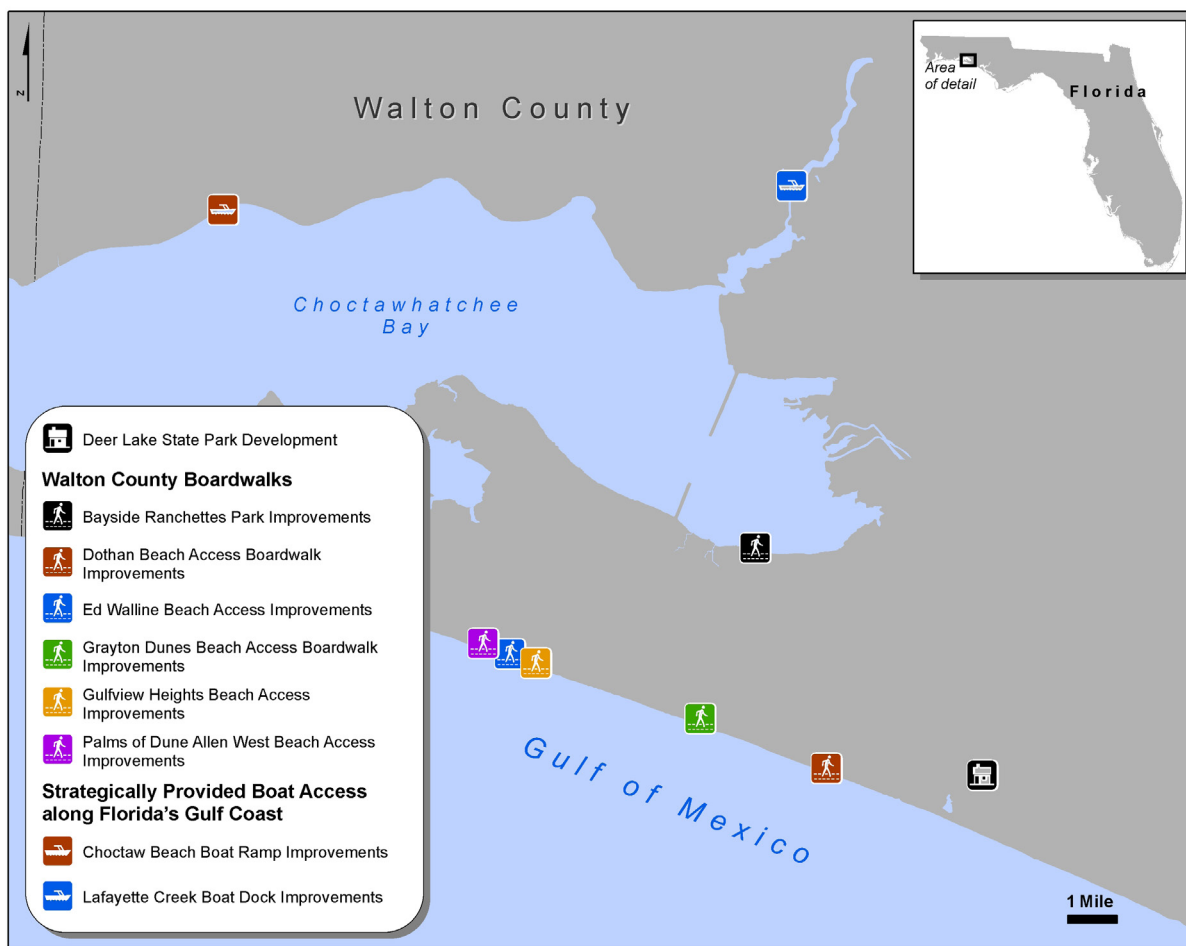 N
Walton County
Area
of detail
Florida
Choctawhatchee
Bay
Deer Lake State Park Development
Walton County Boardwalks
Bayside Ranchettes Park Improvements
Dothan Beach Access Boardwalk
Improvements
Ed Walline Beach Access Improvements
Grayton Dunes Beach Access Boardwalk
Improvements
Gulfview Heights Beach Access
Improvements
Palms of Dune Allen West Beach Access
Improvements
Strategically Provided Boat Access
along Florida's Gulf Coast
Choctaw Beach Boat Ramp Improvements
Lafayette Creek Boat Dock Improvements
Gulf of Mexico
1 Mile